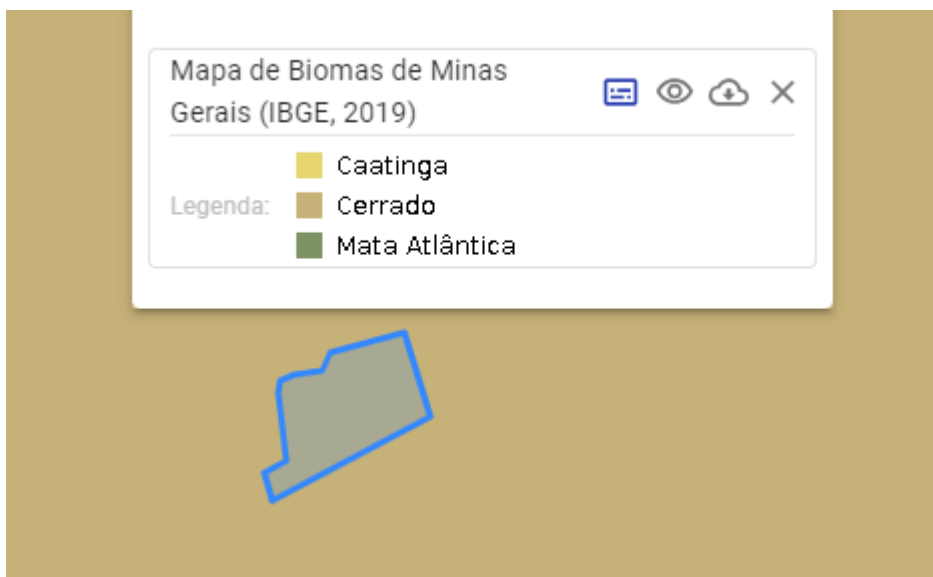 Mapa de Biomas de Minas
Gerais (IBGE, 2019)
Legenda:
Caatinga
Cerrado
Mata Atlântica